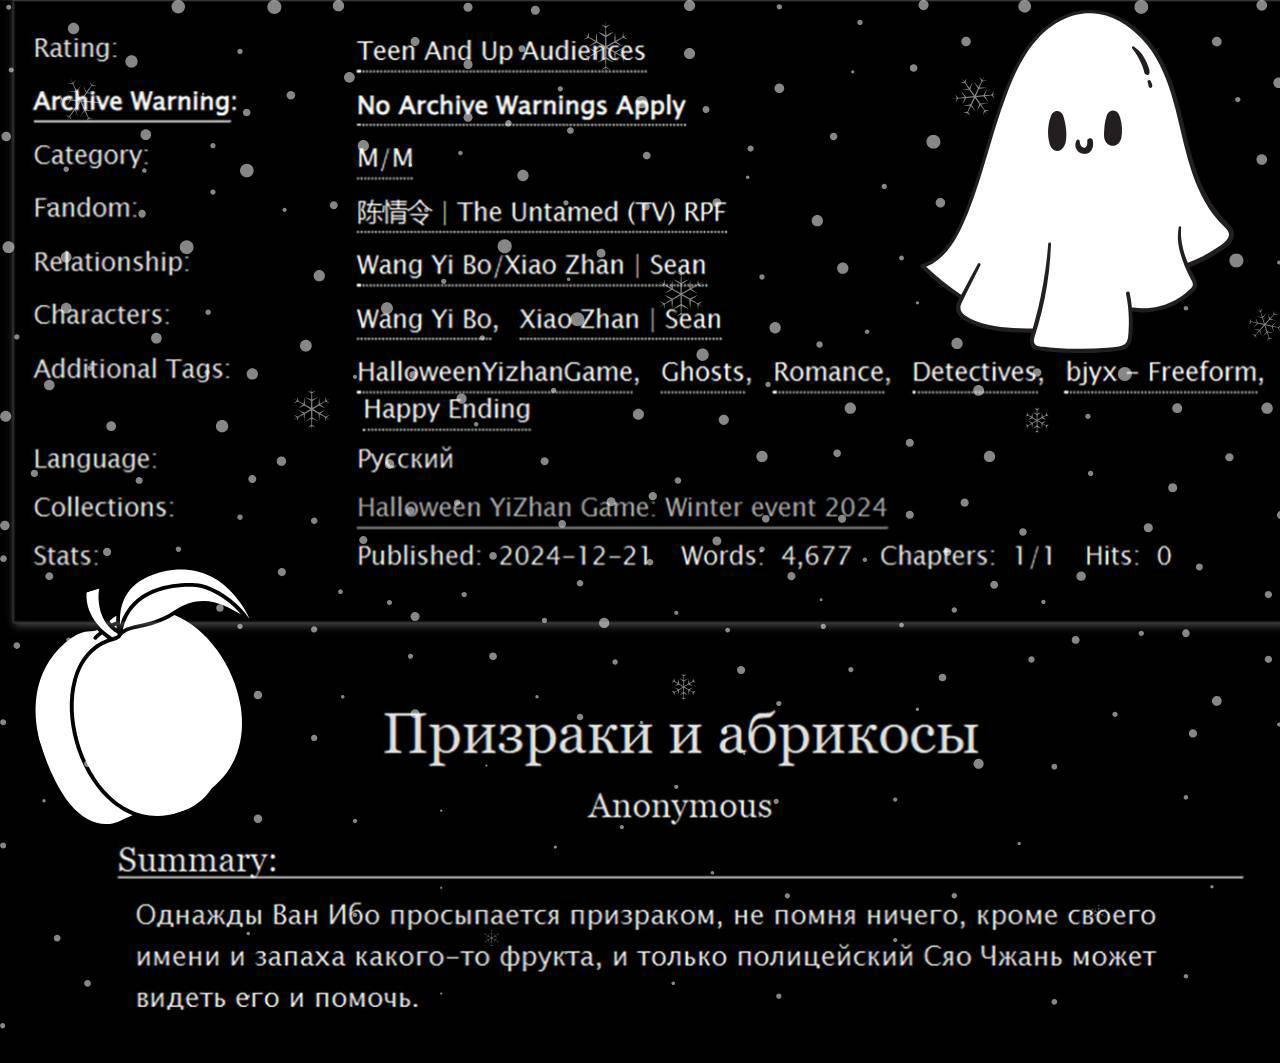 Rating: Teen And Up Audiences
Archive Warning: No Archive Warnings Apply
Category: M/M
Fandom: 陈情令 | The Untamed (TV) RPF
Relationship: Wang Yi Bo/Xiao Zhan | Sean
Characters: Wang Yi Bo, Xiao Zhan | Sean
Additional Tags: HalloweenYizhanGame, Ghosts, Romance, Detectives, bjyx - Freeform,
Happy Ending
Language: Русский
Collections: Halloween YiZhan Game: Winter event 2024
Stats: Published: 2024-12-21 Words: 4,677 Chapters: 1/1 Hits: 0
Призраки и абрикосы
Anonymous
Summary:
Однажды Ван Ибо просыпается призраком, не помня ничего, кроме своего
имени и запаха какого-то фрукта, и только полицейский Сяо Чжань может
видеть его и помочь.